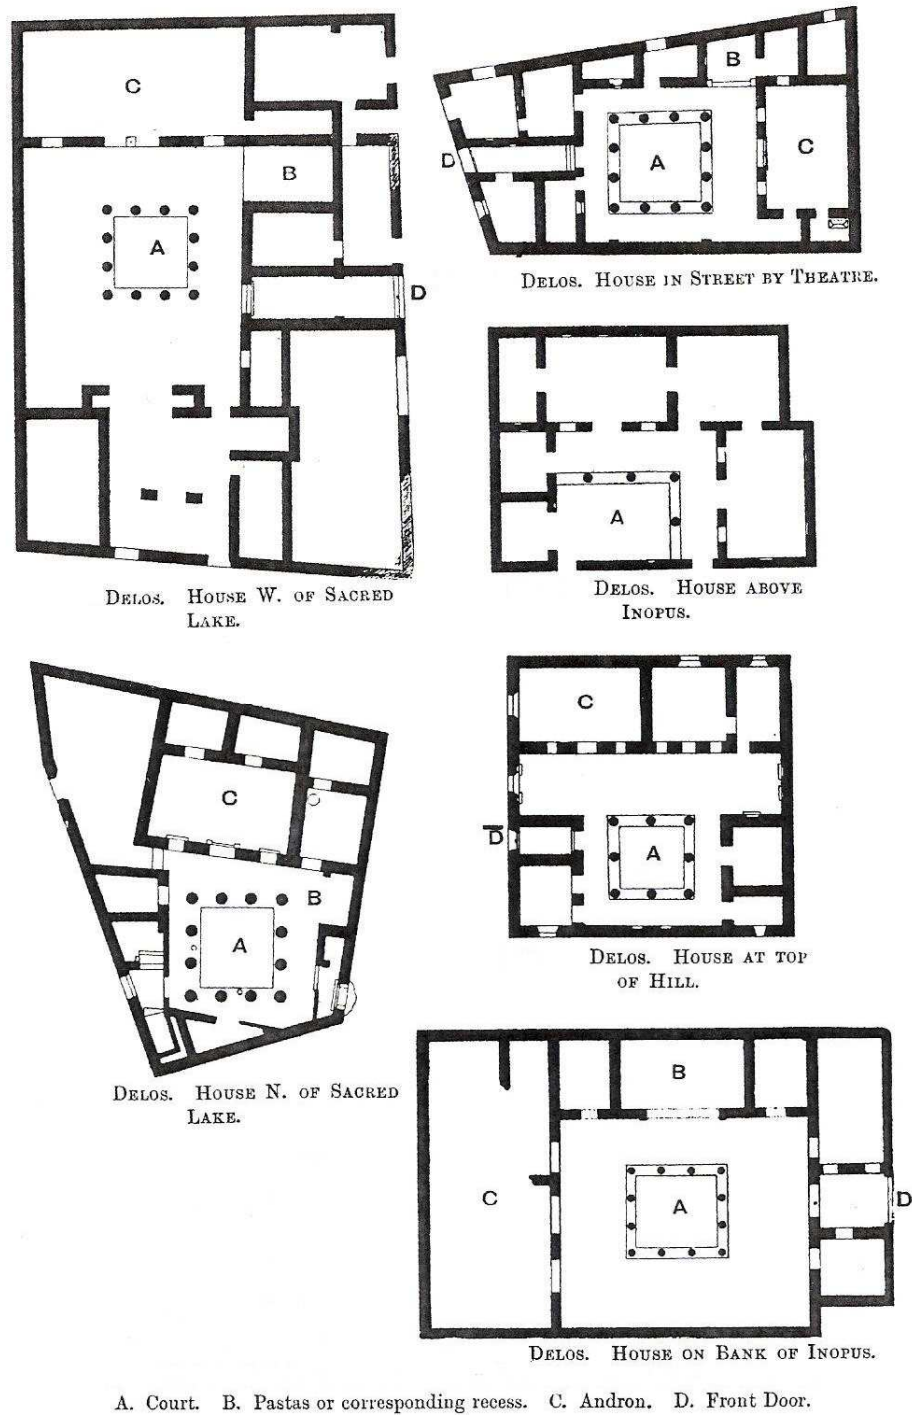 C
B
A
D
DELOS. HOUSE W. OF SACRED
LAKE.
B
C
D
A
DELOS. HOUSE IN STREET BY THEATRE.
A
DELOS. HOUSE ABOVE
INOPUS.
C
B
A
DELOS. HOUSE N. OF SACRED
LAKE.
C
D
A
DELOS. HOUSE AT TOP
OF HILL.
B
C
A
D
DELOS. HOUSE ON BANK OF INOPUS.
A. Court. B. Pastas or corresponding recess. C. Andron. D. Front Door.